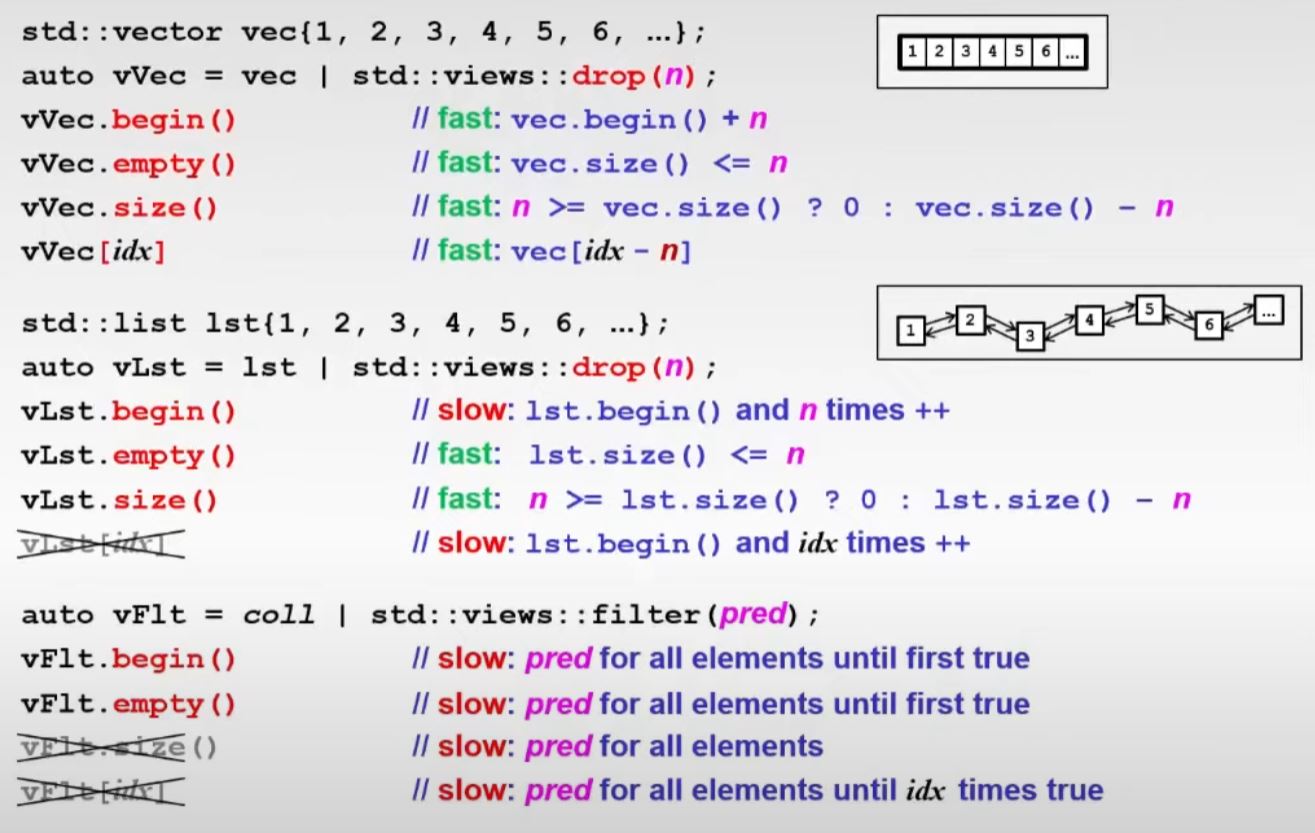 std::vector vec{1, 2, 3, 4, 5, 6, …};
1 2 3 4 5 6 ...
auto vVec = vec | std::views::drop(n);
vVec.begin() // fast: vec.begin() + n
vVec.empty() // fast: vec.size() <= n
vVec.size() // fast: n >= vec.size() ? 0 : vec.size() - n
vVec[idx] // fast: vec[idx - n]
std::list lst{1, 2, 3, 4, 5, 6, …};
1 2 3 4 5 6 ...
auto vLst = lst | std::views::drop(n);
vLst.begin() // slow: lst.begin() and n times ++
vLst.empty() // fast: lst.size() <= n
vLst.size() // fast: n >= lst.size() ? 0 : lst.size() - n
vLst[idx] // slow: lst.begin() and idx times ++
auto vFlt = coll | std::views::filter(pred);
vFlt.begin() // slow: pred for all elements until first true
vFlt.empty() // slow: pred for all elements until first true
vFlt.size() // slow: pred for all elements
vFlt[idx] // slow: pred for all elements until idx times true